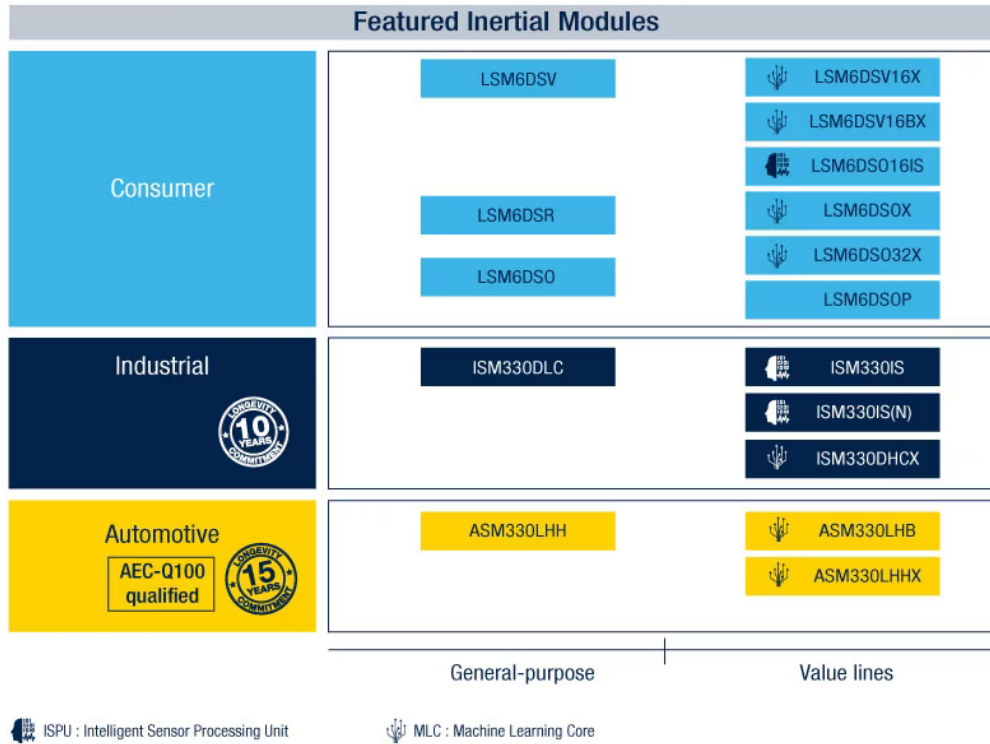 Featured Inertial Modules
Consumer
LSM6DSV
LSM6DSR
LSM6DSO
LSM6DSV16X
LSM6DSV16BX
LSM6DSO16IS
LSM6DSOX
LSM6DSO32X
LSM6DSOP
Industrial
LONGEVITY
10
YEARS
COMMITMENT
ISM330DLC
ISM330IS
ISM330IS(N)
ISM330DHCX
Automotive
AEC-Q100
qualified
LONGEVITY
15
YEARS
COMMITMENT
ASM330LHH
ASM330LHB
ASM330LHHX
General-purpose
Value lines
ISPU : Intelligent Sensor Processing Unit
MLC : Machine Learning Core